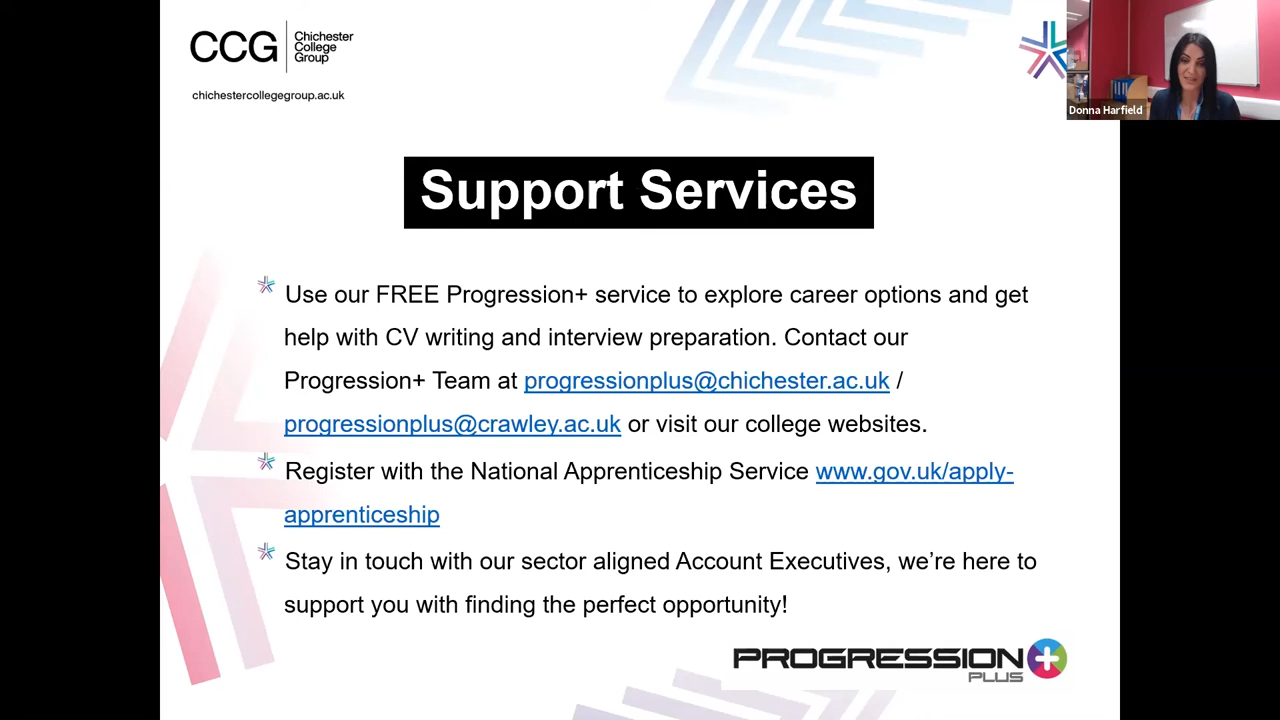 CCG
Chichester
College
Group
chichestercollegegroup.ac.uk
Donna Harfield
Support Services
Use our FREE Progression+ service to explore career options and get
help with CV writing and interview preparation. Contact our
Progression+ Team at progressionplus@chichester.ac.uk /
progressionplus@crawley.ac.uk or visit our college websites.
Register with the National Apprenticeship Service www.gov.uk/apply-
apprenticeship
Stay in touch with our sector aligned Account Executives, we’re here to
support you with finding the perfect opportunity!
PROGRESSION
PLUS